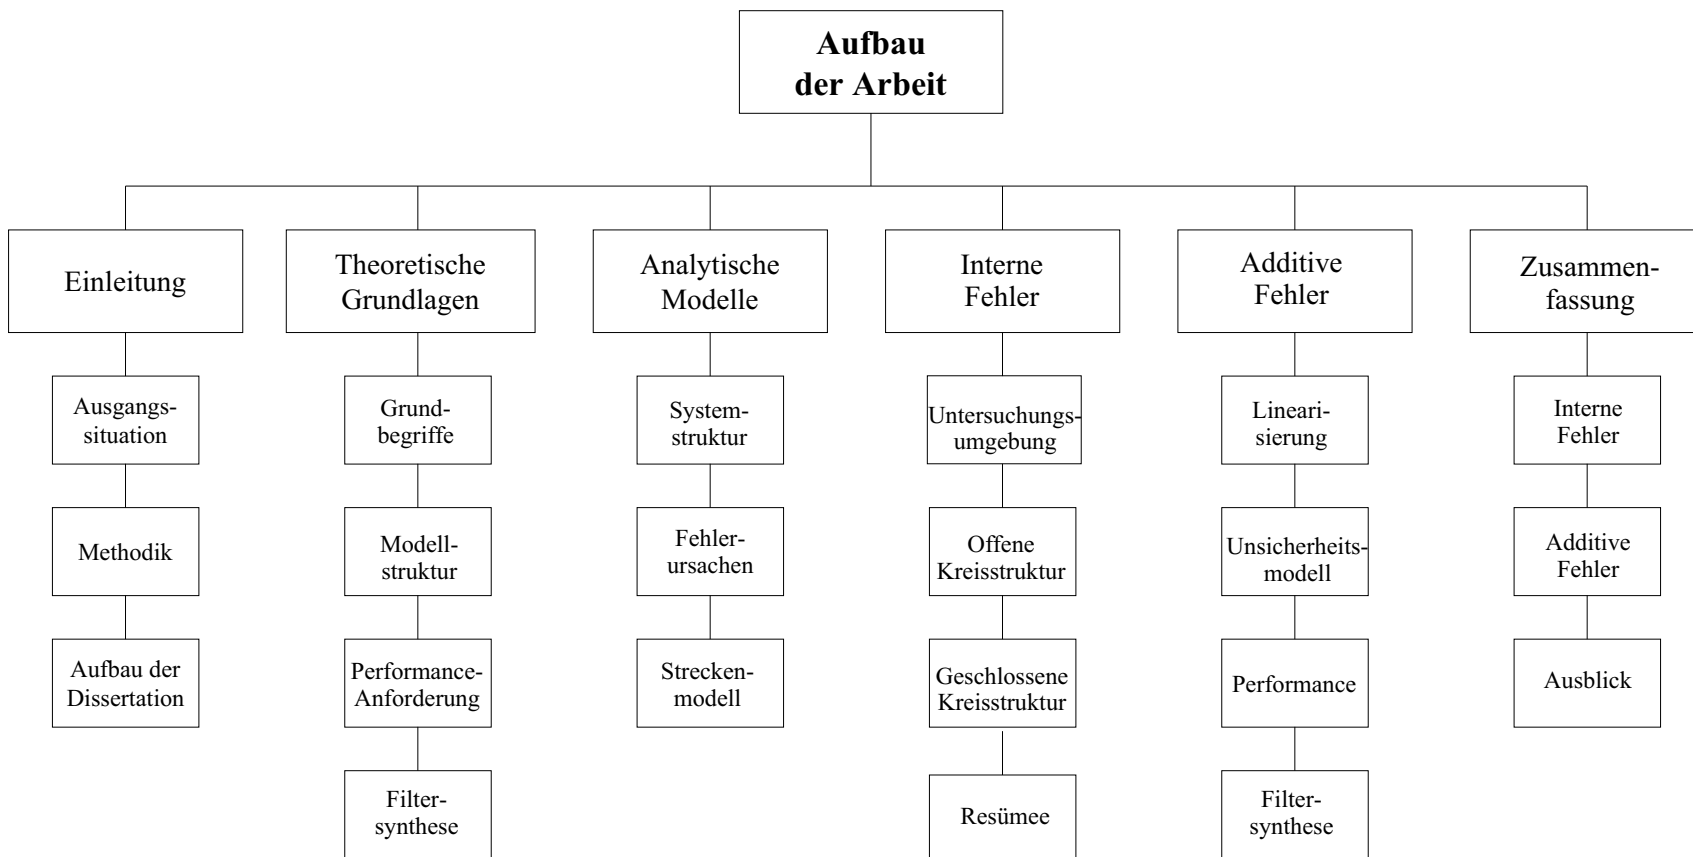 Aufbau
der Arbeit
Einleitung
Theoretische
Grundlagen
Analytische
Modelle
Interne
Fehler
Additive
Fehler
Zusammen-
fassung
Ausgangs-
situation
Grund-
begriffe
System-
struktur
Untersuchungs-
umgebung
Lineari-
sierung
Interne
Fehler
Methodik
Modell-
struktur
Fehler-
ursachen
Offene
Kreisstruktur
Unsicherheits-
modell
Additive
Fehler
Aufbau der
Dissertation
Performance-
Anforderung
Strecken-
modell
Geschlossene
Kreisstruktur
Performance
Ausblick
Filter-
synthese
Resümee
Filter-
synthese